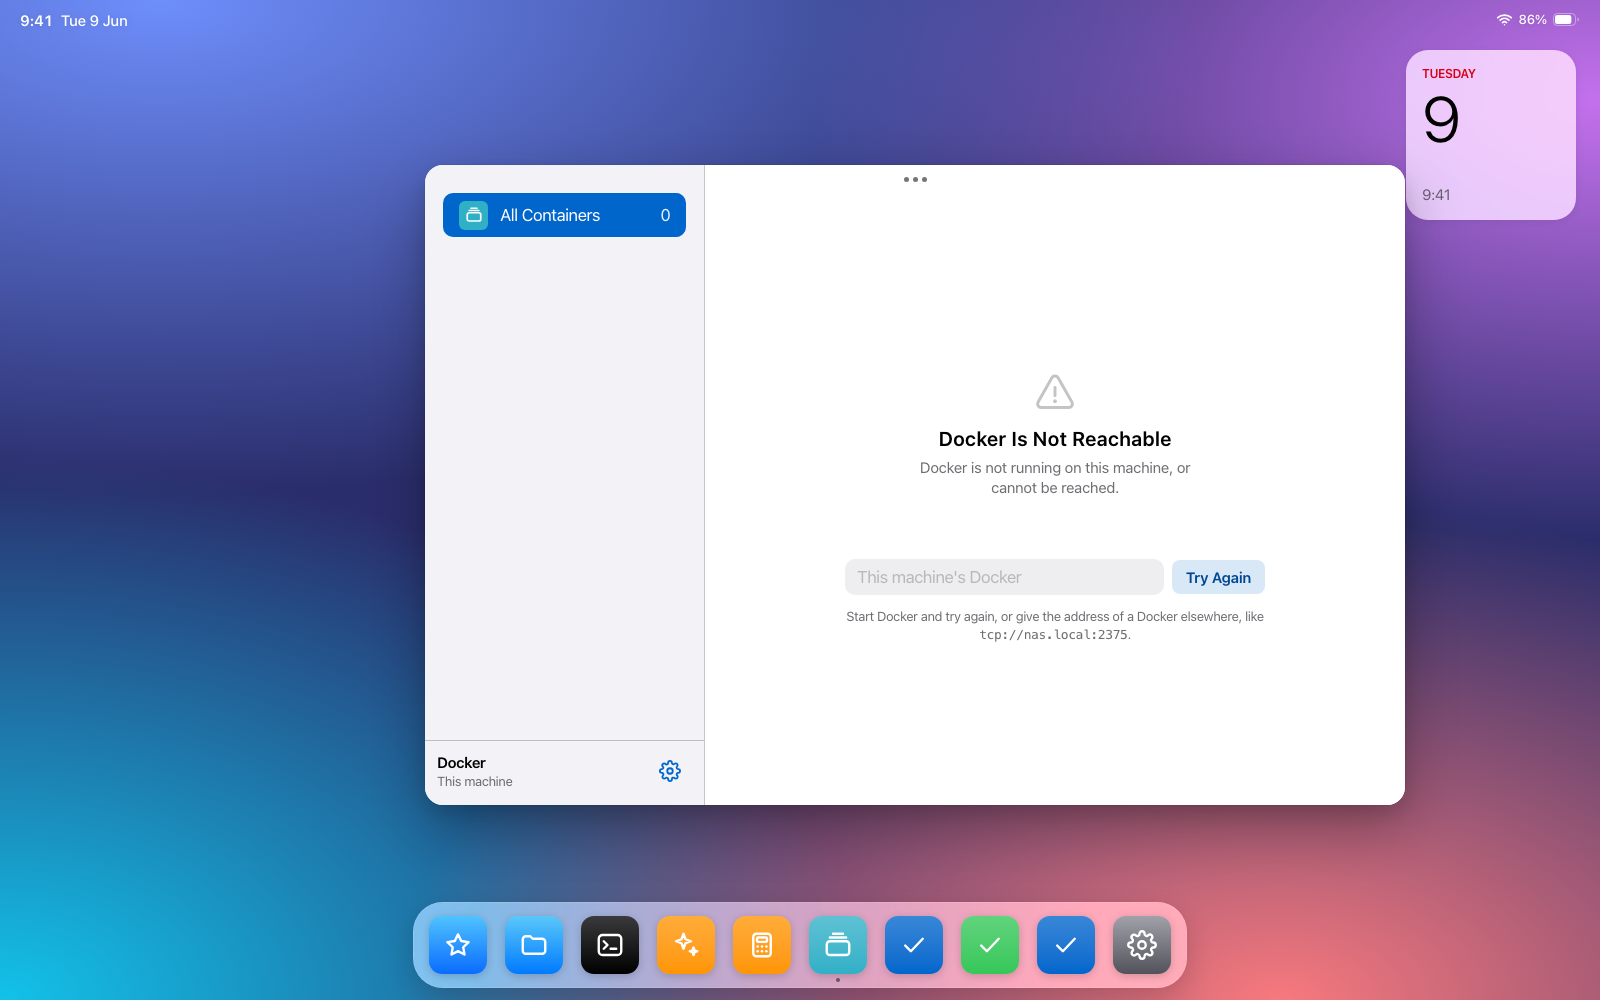 9:41 Tue 9 Jun
86%
TUESDAY
9
9:41
All Containers 0
Docker Is Not Reachable
Docker is not running on this machine, or
cannot be reached.
This machine's Docker
Try Again
Start Docker and try again, or give the address of a Docker elsewhere, like
tcp://nas.local:2375.
Docker
This machine